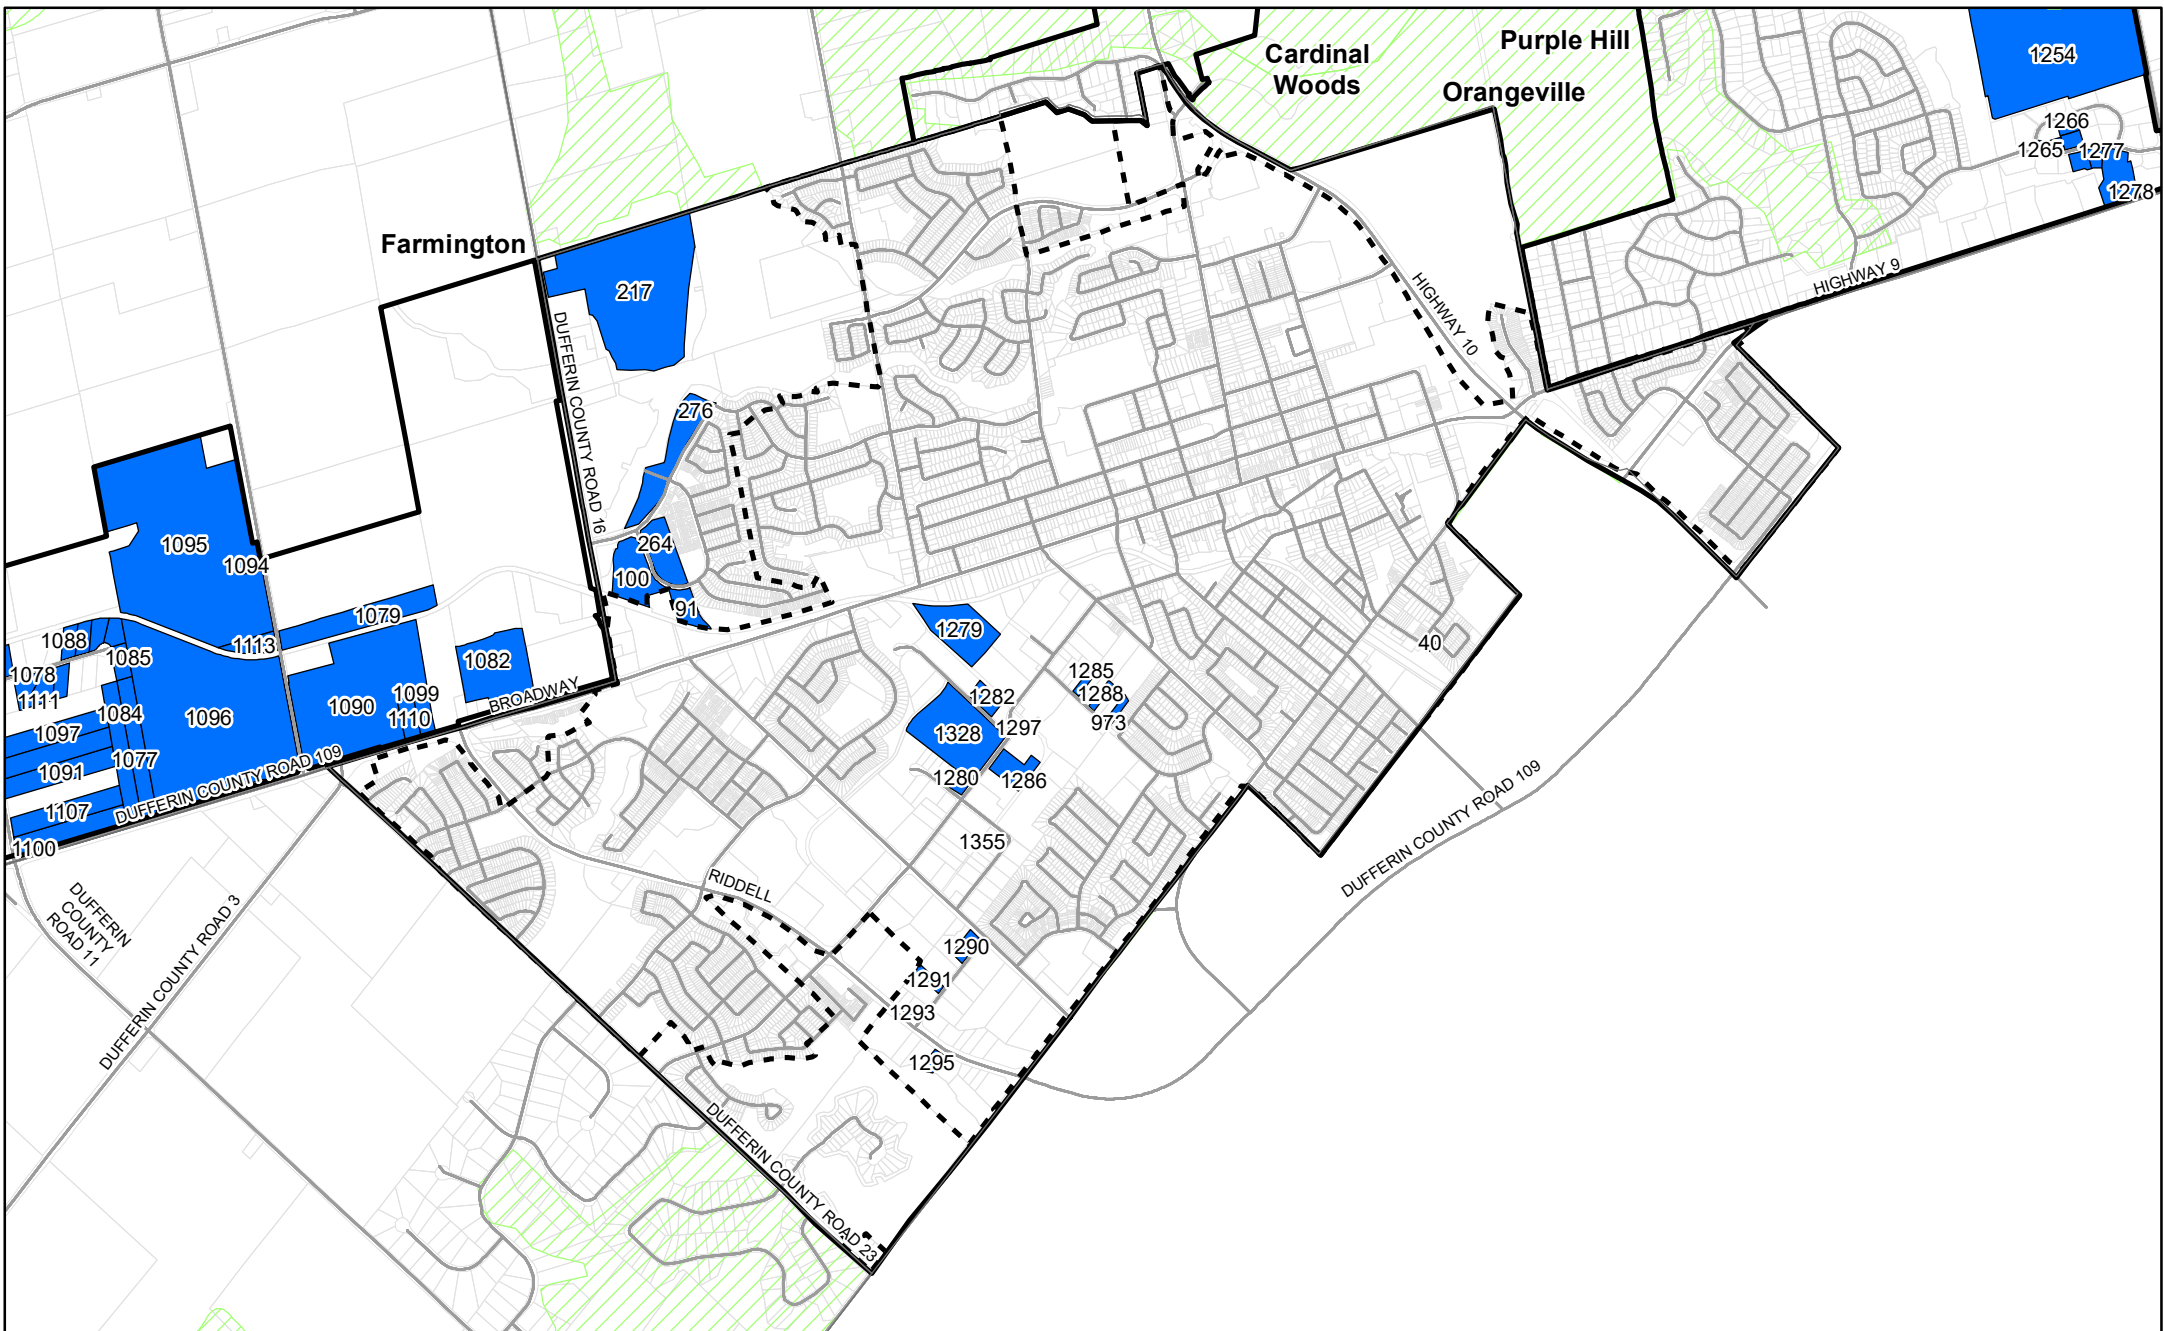 Cardinal
Woods
Purple Hill
Orangeville
1254
1266
1265
1277
1278
HIGHWAY 9
Farmington
217
DUFFERIN COUNTY ROAD 16
HIGHWAY 10
276
264
100
91
1095
1094
1079
1113
1088
1085
1078
1111
1082
1084
1096
1090
1099
1110
1097
1091
1077
1107
1100
BROADWAY
DUFFERIN COUNTY ROAD 109
1279
1282
1285
1288
973
1297
1328
1280
1286
40
1355
DUFFERIN COUNTY ROAD 109
RIDDELL
DUFFERIN
COUNTY
ROAD 11
DUFFERIN COUNTY ROAD 3
1290
1291
1293
1295
DUFFERIN COUNTY ROAD 23